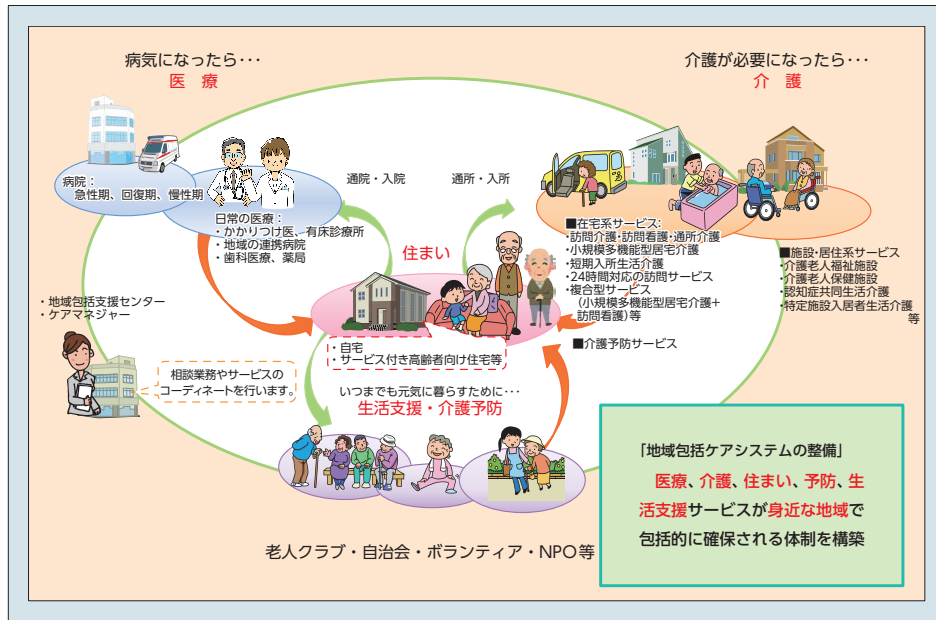 病気になったら･･･
医 療
介護が必要になったら･･･
介 護
病院：
急性期、回復期、慢性期
日常の医療：
・かかりつけ医、有床診療所
・地域の連携病院
・歯科医療、薬局
通院・入院
通所・入所
住まい
■在宅系サービス:
・訪問介護・訪問看護・通所介護
・小規模多機能型居宅介護
・短期入所生活介護
・24時間対応の訪問サービス
・複合型サービス
（小規模多機能型居宅介護＋
訪問看護）等
■介護予防サービス
■施設・居住系サービス
・介護老人福祉施設
・介護老人保健施設
・認知症共同生活介護
・特定施設入居者生活介護
等
・地域包括支援センター
・ケアマネジャー
相談業務やサービスの
コーディネートを行います。
・自宅
・サービス付き高齢者向け住宅等
いつまでも元気に暮らすために･･･
生活支援・介護予防
老人クラブ・自治会・ボランティア・NPO等
「地域包括ケアシステムの整備」
医療、介護、住まい、予防、生
活支援サービスが身近な地域で
包括的に確保される体制を構築